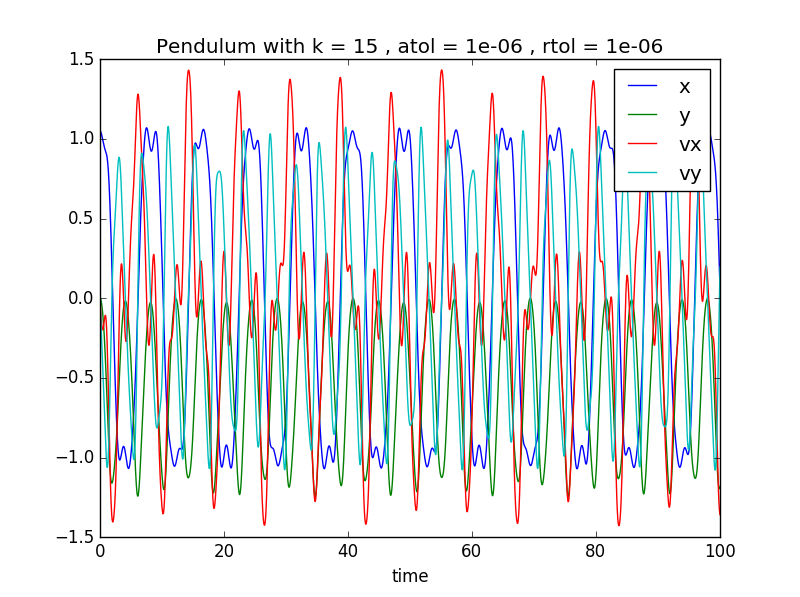 Pendulum with k = 15 , atol = 1e-06 , rtol = 1e-06
1.5
1.0
0.5
0.0
−0.5
−1.0
−1.5
x
y
vx
vy
0 20 40 60 80 100
time